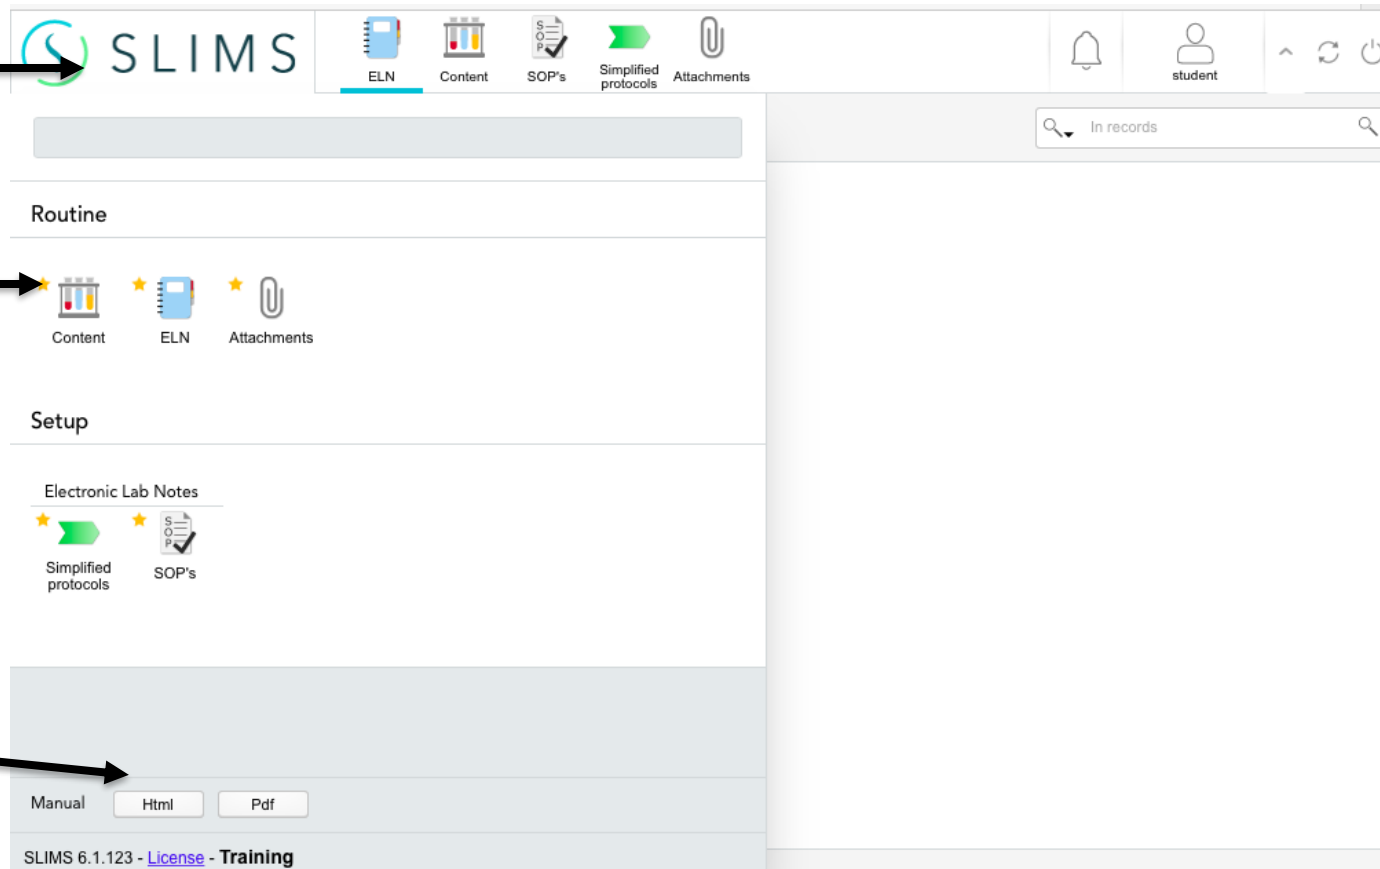 SLIMS
ELN
Content
SOP's
Simplified
protocols
Attachments
student
In records
Routine
Content
ELN
Attachments
Setup
Electronic Lab Notes
Simplified
protocols
SOP's
Manual
Html
Pdf
SLIMS 6.1.123 - License - Training